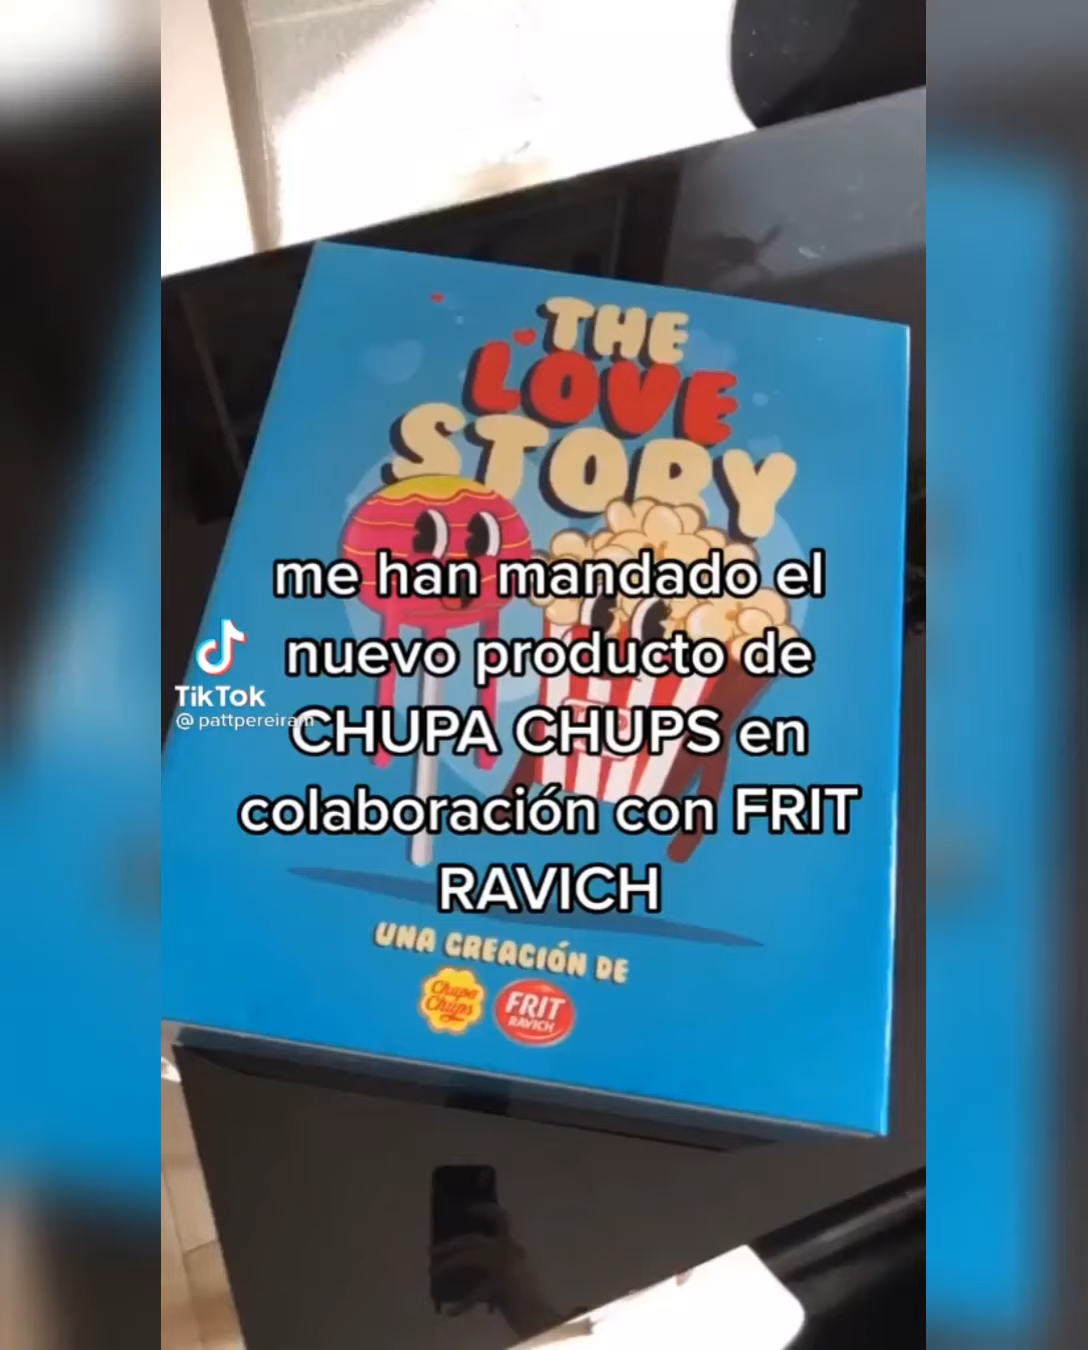 THE
LOVE
STORY
me han mandado el
nuevo producto de
CHUPA CHUPS en
colaboración con FRIT
RAVICH
TikTok
@pattpereiram
UNA CREACIÓN DE
Chupa
Chups
FRIT
RAVICH